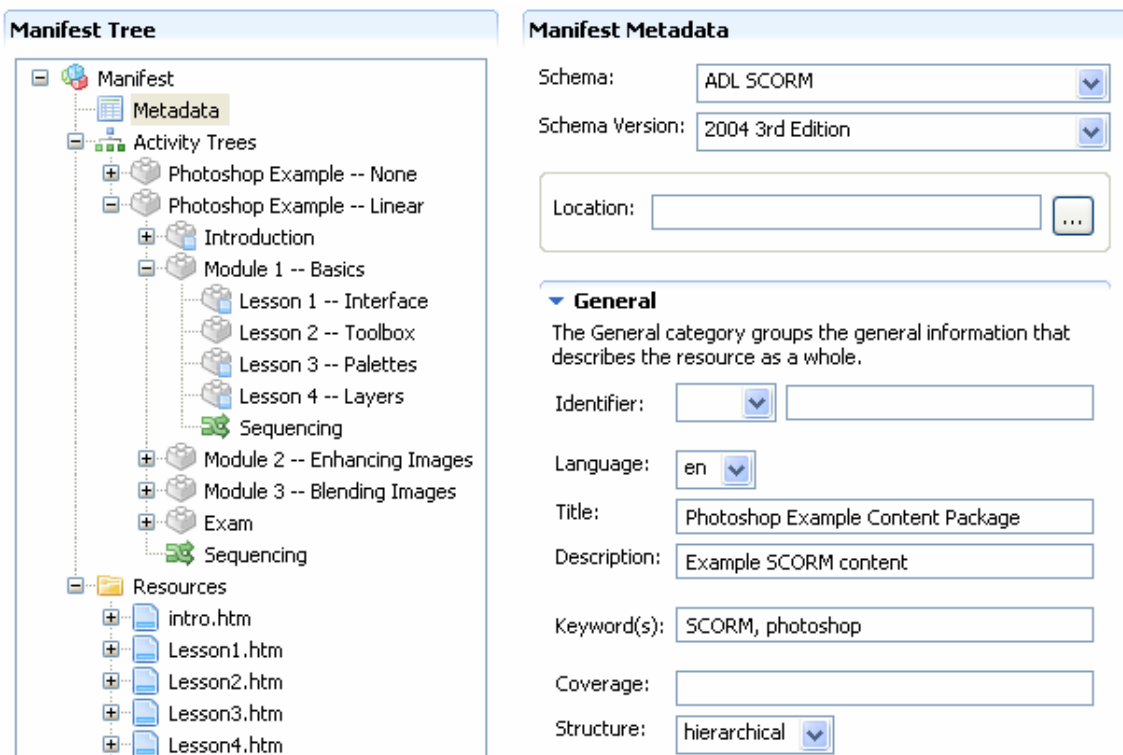 Manifest Tree
Manifest
Metadata
Activity Trees
Photoshop Example -- None
Photoshop Example -- Linear
Introduction
Module 1 -- Basics
Lesson 1 -- Interface
Lesson 2 -- Toolbox
Lesson 3 -- Palettes
Lesson 4 -- Layers
Sequencing
Module 2 -- Enhancing Images
Module 3 -- Blending Images
Exam
Sequencing
Resources
intro.htm
Lesson1.htm
Lesson2.htm
Lesson3.htm
Lesson4.htm
Manifest Metadata
Schema: ADL SCORM
Schema Version: 2004 3rd Edition
Location: ...
General
The General category groups the general information that
describes the resource as a whole.
Identifier:
Language: en
Title: Photoshop Example Content Package
Description: Example SCORM content
Keyword(s): SCORM, photoshop
Coverage:
Structure: hierarchical